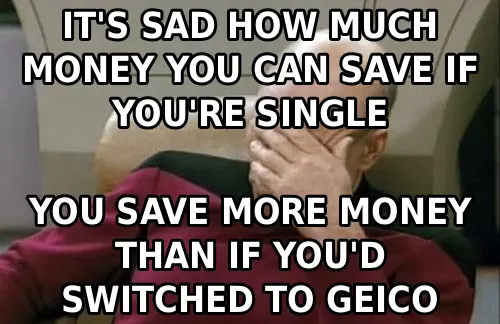 IT'S SAD HOW MUCH
MONEY YOU CAN SAVE IF
YOU'RE SINGLE
YOU SAVE MORE MONEY
THAN IF YOU'D
SWITCHED TO GEICO